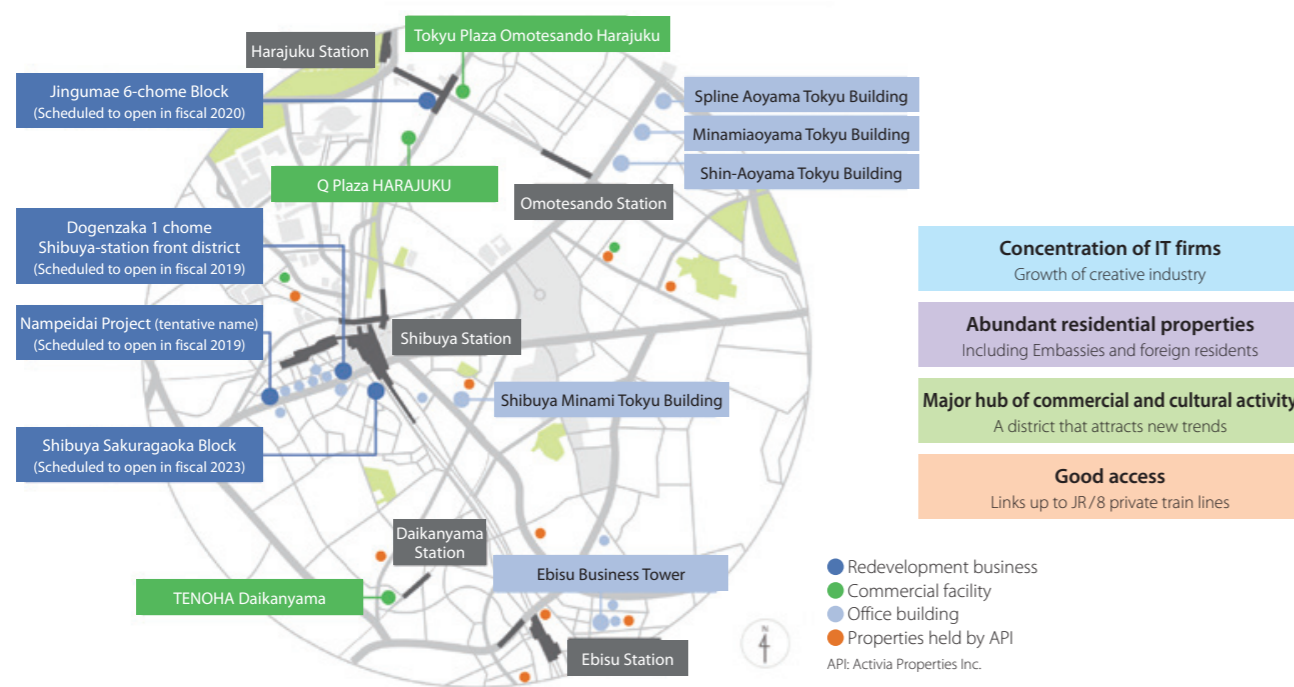 Harajuku Station
Tokyu Plaza Omotesando Harajuku
Jingumae 6-chome Block
(Scheduled to open in fiscal 2020)
Spline Aoyama Tokyu Building
Minamiaoyama Tokyu Building
Shin-Aoyama Tokyu Building
Q Plaza HARAJUKU
Omotesando Station
Dogenzaka 1 chome
Shibuya-station front district
(Scheduled to open in fiscal 2019)
Nampeidai Project (tentative name)
(Scheduled to open in fiscal 2019)
Shibuya Station
Shibuya Minami Tokyu Building
Shibuya Sakuragaoka Block
(Scheduled to open in fiscal 2023)
Daikanyama
Station
Ebisu Business Tower
TENOHA Daikanyama
Ebisu Station
N
Concentration of IT firms
Growth of creative industry
Abundant residential properties
Including Embassies and foreign residents
Major hub of commercial and cultural activity
A district that attracts new trends
Good access
Links up to JR/8 private train lines
Redevelopment business
Commercial facility
Office building
Properties held by API
API: Activia Properties Inc.